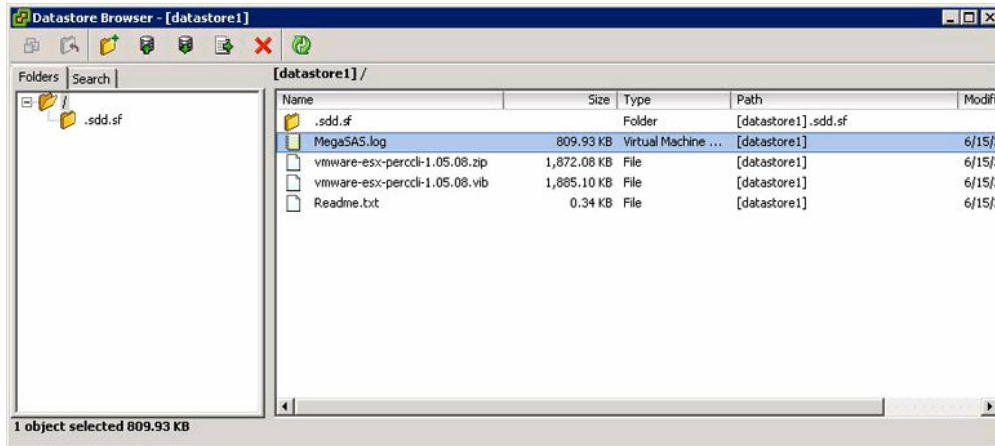 Datastore Browser - [datastore1]
Folders Search
[datastore1] /
/
.sdd.sf
Name Size Type Path Modifi
.sdd.sf Folder [datastore1] .sdd.sf
MegaSAS.log 809.93 KB Virtual Machine ... [datastore1] 6/15/
vmware-esx-perccli-1.05.08.zip 1,872.08 KB File [datastore1] 6/15/
vmware-esx-perccli-1.05.08.vib 1,885.10 KB File [datastore1] 6/15/
Readme.txt 0.34 KB File [datastore1] 6/15/
1 object selected 809.93 KB